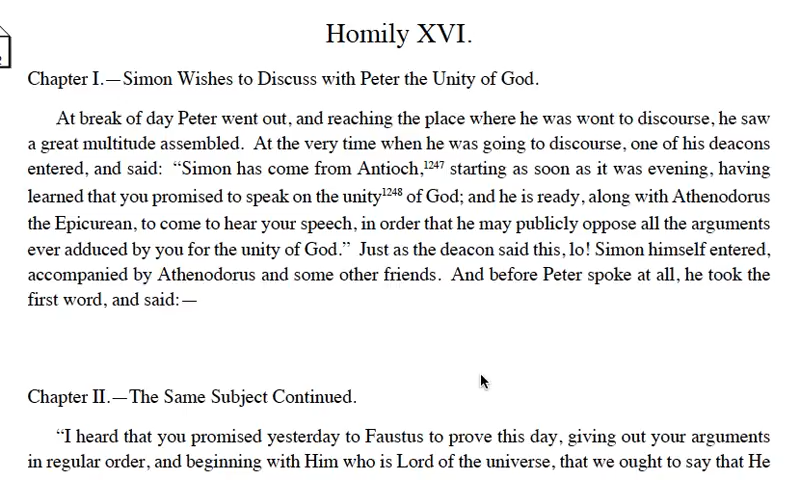 Homily XVI.
Chapter I.—Simon Wishes to Discuss with Peter the Unity of God.
At break of day Peter went out, and reaching the place where he was wont to discourse, he saw
a great multitude assembled.  At the very time when he was going to discourse, one of his deacons
entered, and said:  “Simon has come from Antioch,1247 starting as soon as it was evening, having
learned that you promised to speak on the unity1248 of God; and he is ready, along with Athenodorus
the Epicurean, to come to hear your speech, in order that he may publicly oppose all the arguments
ever adduced by you for the unity of God.”  Just as the deacon said this, lo! Simon himself entered,
accompanied by Athenodorus and some other friends.  And before Peter spoke at all, he took the
first word, and said:—
Chapter II.—The Same Subject Continued.
“I heard that you promised yesterday to Faustus to prove this day, giving out your arguments
in regular order, and beginning with Him who is Lord of the universe, that we ought to say that He